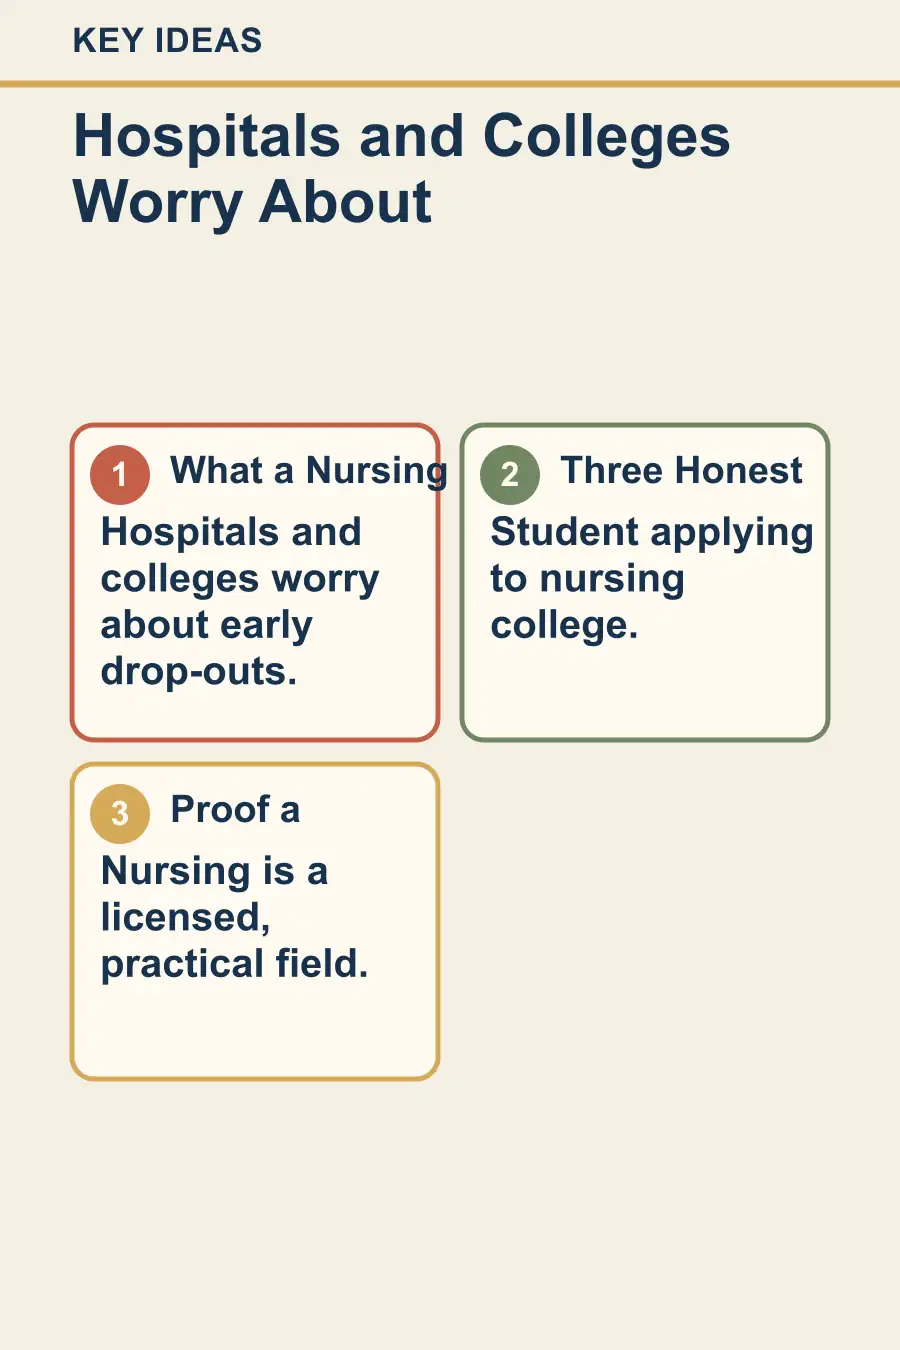 KEY IDEAS
Hospitals and Colleges
Worry About
1 What a Nursing
Hospitals and
colleges worry
about early
drop-outs.
2 Three Honest
Student applying
to nursing
college.
3 Proof a
Nursing is a
licensed,
practical field.